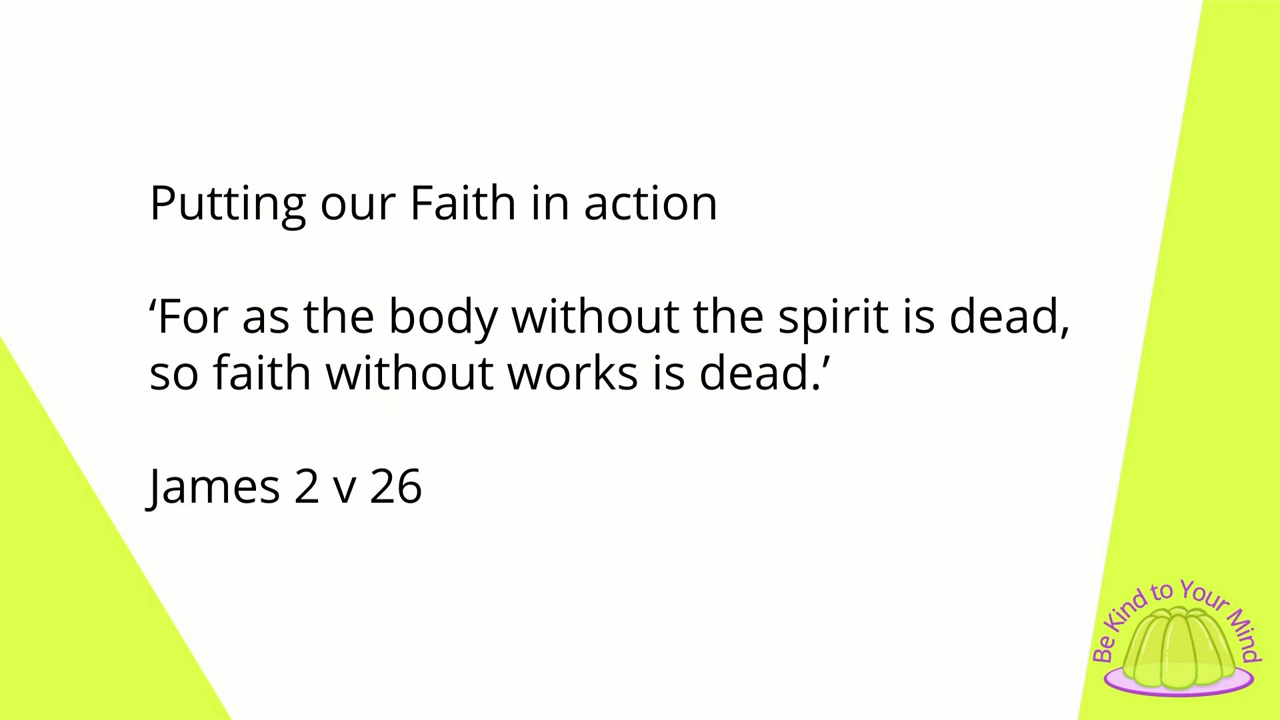 Putting our Faith in action
‘For as the body without the spirit is dead,
so faith without works is dead.’
James 2 v 26
Be Kind to Your Mind